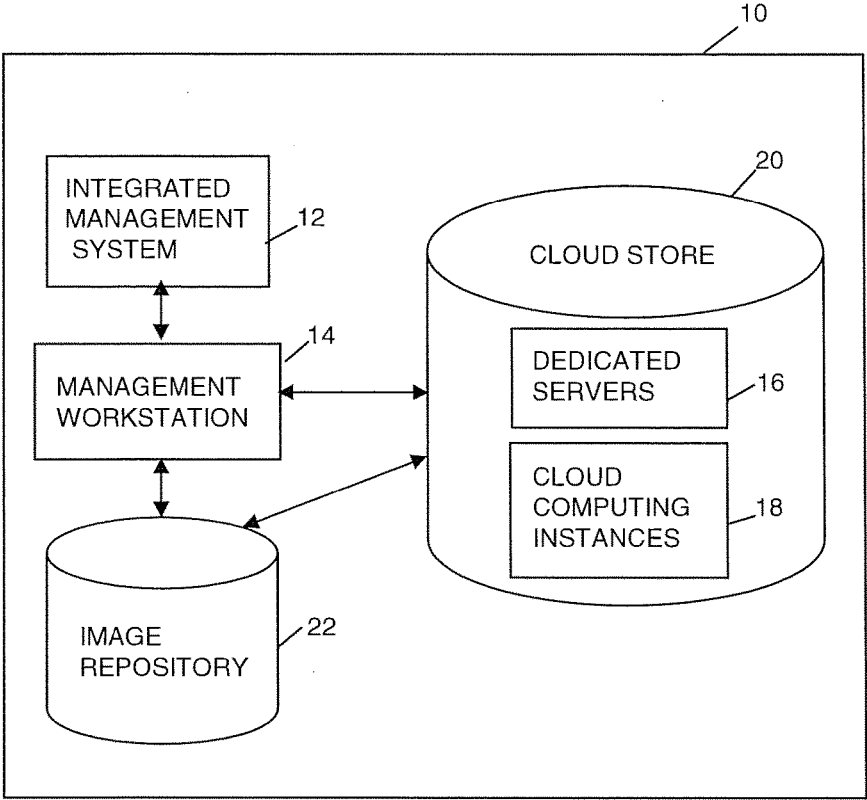 10
INTEGRATED
MANAGEMENT
SYSTEM
12
20
CLOUD STORE
14
MANAGEMENT
WORKSTATION
DEDICATED
SERVERS
16
CLOUD
COMPUTING
INSTANCES
18
IMAGE
REPOSITORY
22